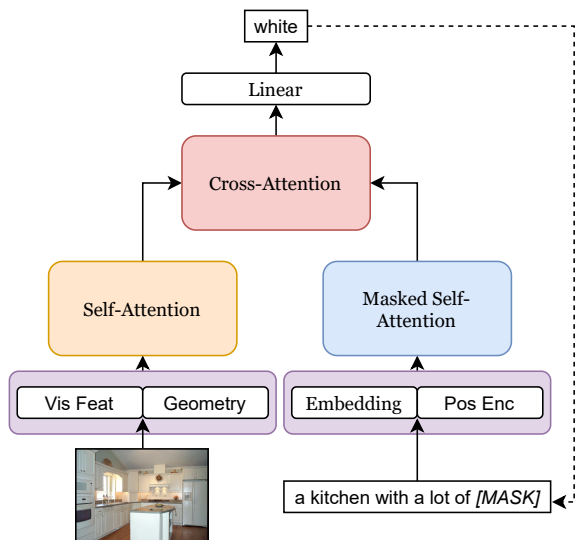 white
Linear
Cross-Attention
Self-Attention
Masked Self-
Attention
Vis Feat
Geometry
Embedding
Pos Enc
a kitchen with a lot of [MASK]